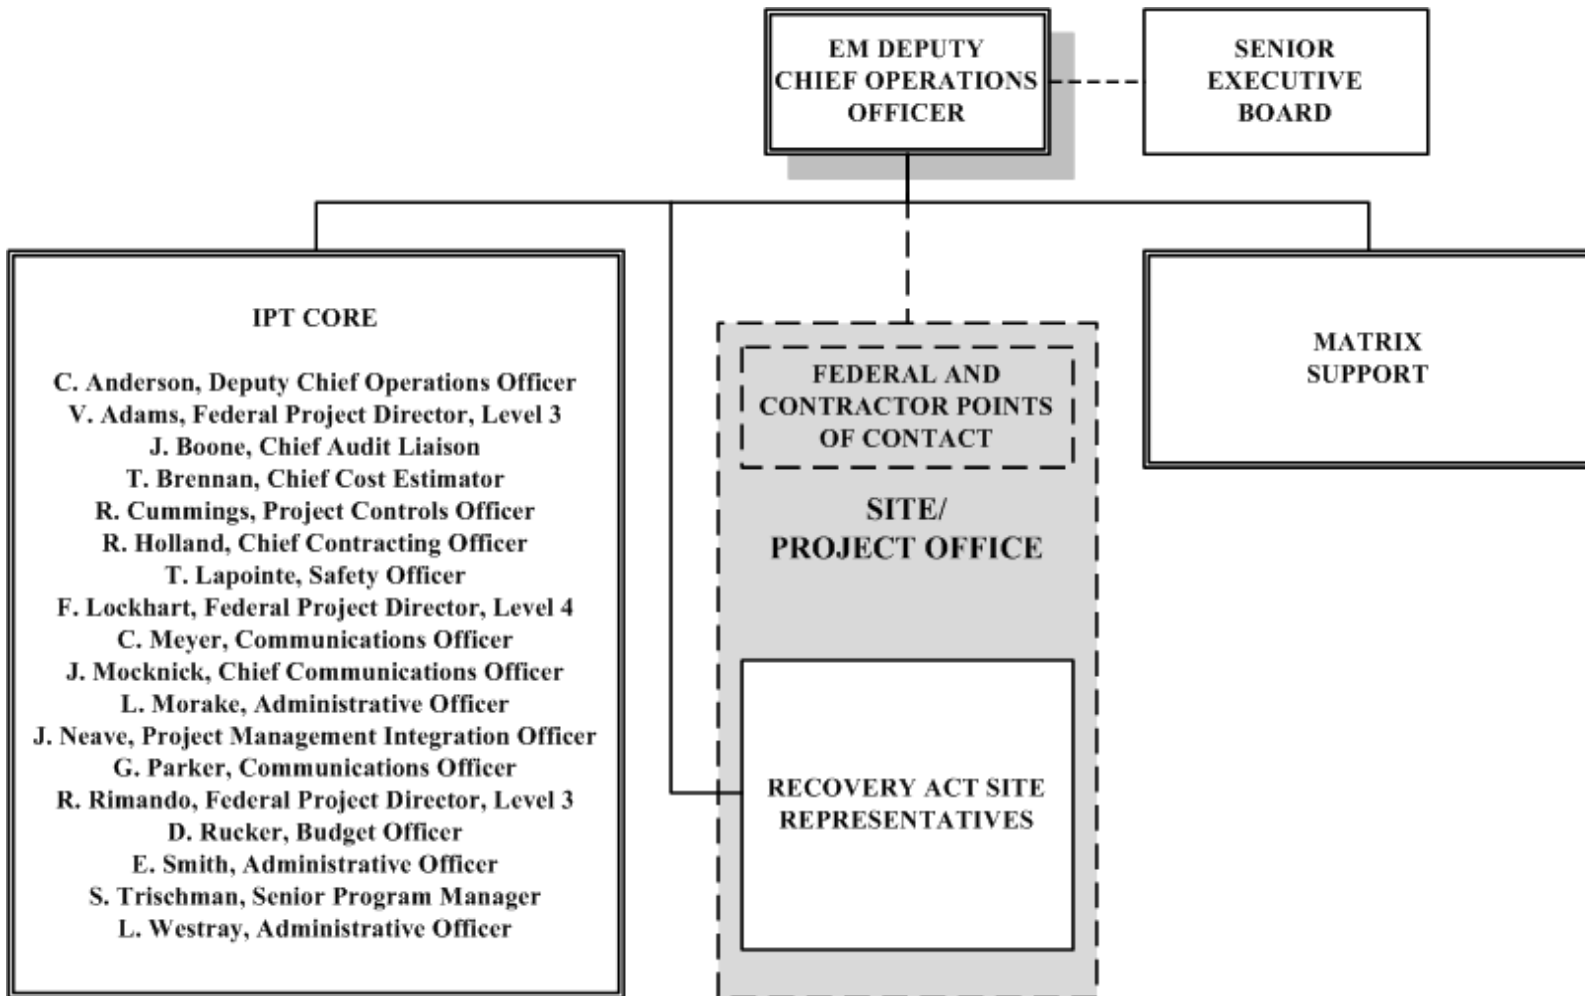 EM DEPUTY
CHIEF OPERATIONS
OFFICER
SENIOR
EXECUTIVE
BOARD
IPT CORE
C. Anderson, Deputy Chief Operations Officer
V. Adams, Federal Project Director, Level 3
J. Boone, Chief Audit Liaison
T. Brennan, Chief Cost Estimator
R. Cummings, Project Controls Officer
R. Holland, Chief Contracting Officer
T. Lapointe, Safety Officer
F. Lockhart, Federal Project Director, Level 4
C. Meyer, Communications Officer
J. Mocknick, Chief Communications Officer
L. Morake, Administrative Officer
J. Neave, Project Management Integration Officer
G. Parker, Communications Officer
R. Rimando, Federal Project Director, Level 3
D. Rucker, Budget Officer
E. Smith, Administrative Officer
S. Trischman, Senior Program Manager
L. Westray, Administrative Officer
FEDERAL AND
CONTRACTOR POINTS
OF CONTACT
SITE/
PROJECT OFFICE
RECOVERY ACT SITE
REPRESENTATIVES
MATRIX
SUPPORT